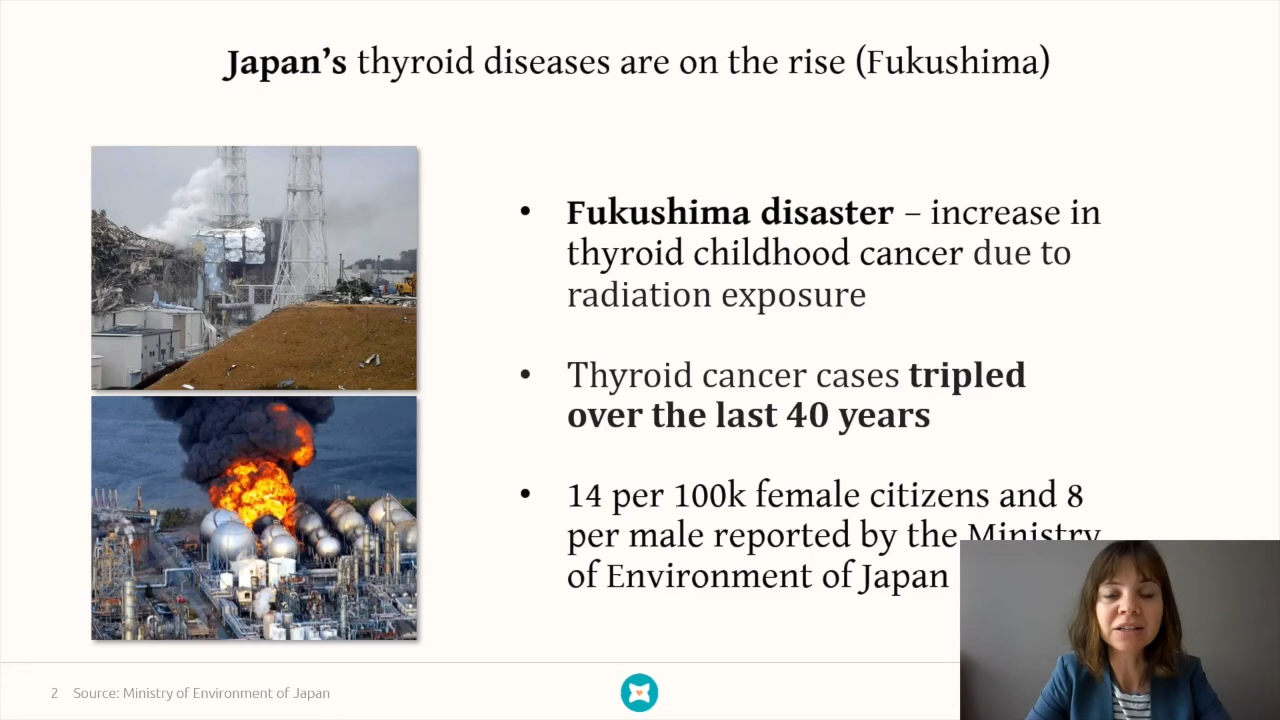 Japan’s thyroid diseases are on the rise (Fukushima)
• Fukushima disaster – increase in
thyroid childhood cancer due to
radiation exposure
• Thyroid cancer cases tripled
over the last 40 years
• 14 per 100k female citizens and 8
per male reported by the Ministry
of Environment of Japan
2 Source: Ministry of Environment of Japan